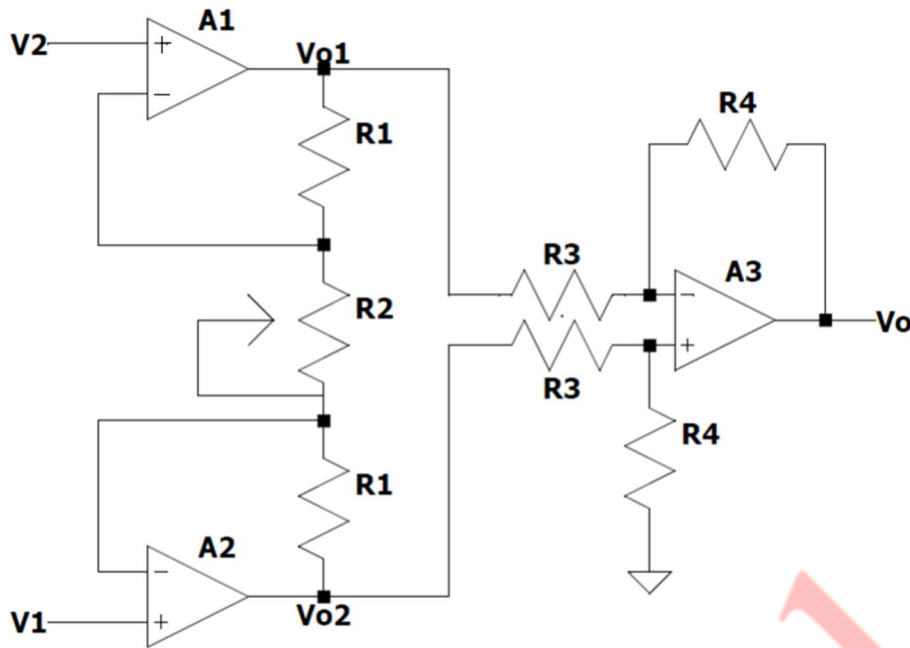 A1
V2
+
−
Vo1
R1
R4
R3
A3
R2
−
+
Vo
R3
R4
R1
A2
−
+
V1
Vo2